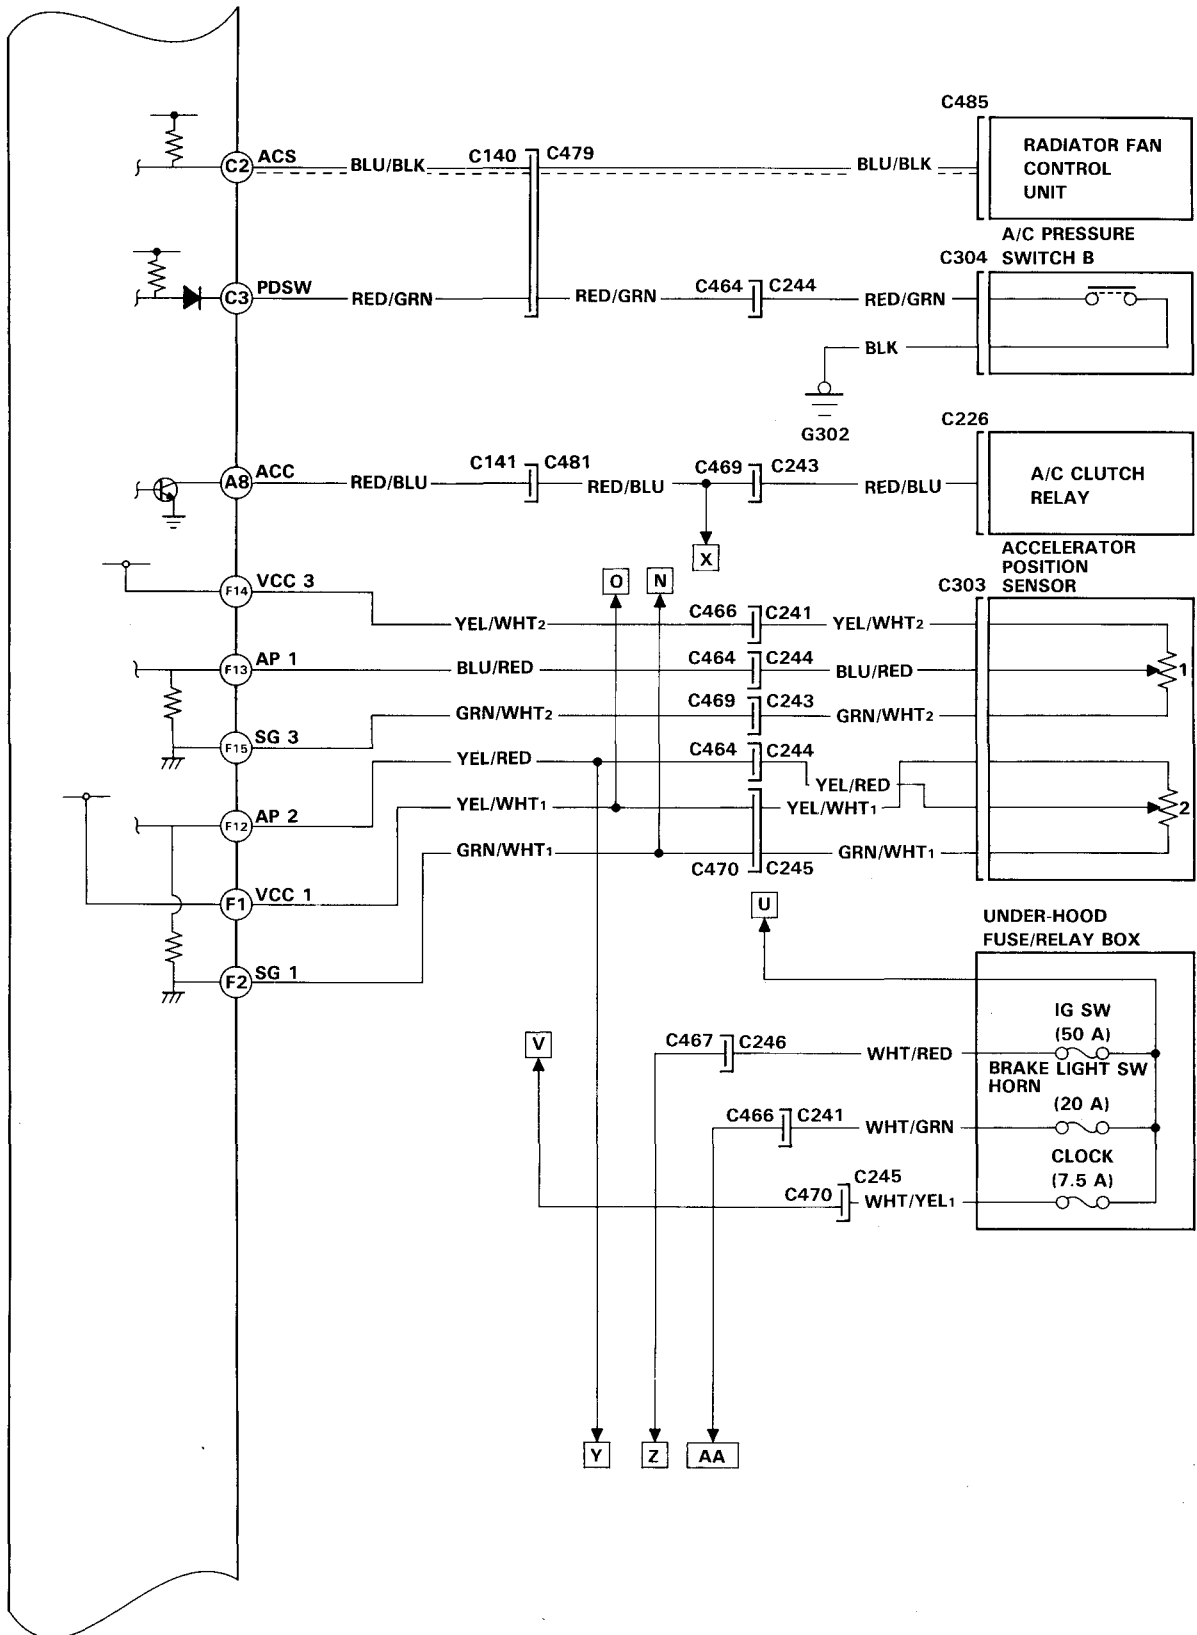 C485
RADIATOR FAN
CONTROL
UNIT
C2 ACS BLU/BLK C140 C479 BLU/BLK
A/C PRESSURE
C304 SWITCH B
C3 PDSW RED/GRN RED/GRN C464 C244 RED/GRN
BLK
G302
C226
A/C CLUTCH
RELAY
A8 ACC RED/BLU C141 C481 RED/BLU C469 C243 RED/BLU
X
ACCELERATOR
POSITION
C303 SENSOR
O N
F14 VCC 3 YEL/WHT2 C466 C241 YEL/WHT2
F13 AP 1 BLU/RED C464 C244 BLU/RED 1
GRN/WHT2 C469 C243 GRN/WHT2
F15 SG 3
YEL/RED C464 C244 YEL/RED
YEL/WHT1 YEL/WHT1 2
F12 AP 2
GRN/WHT1 C470 C245 GRN/WHT1
F1 VCC 1
U
UNDER-HOOD
FUSE/RELAY BOX
F2 SG 1
IG SW
(50 A)
V
C467 C246 WHT/RED
BRAKE LIGHT SW
HORN
(20 A)
C466 C241 WHT/GRN
CLOCK
(7.5 A)
C470 C245 WHT/YEL1
Y Z AA